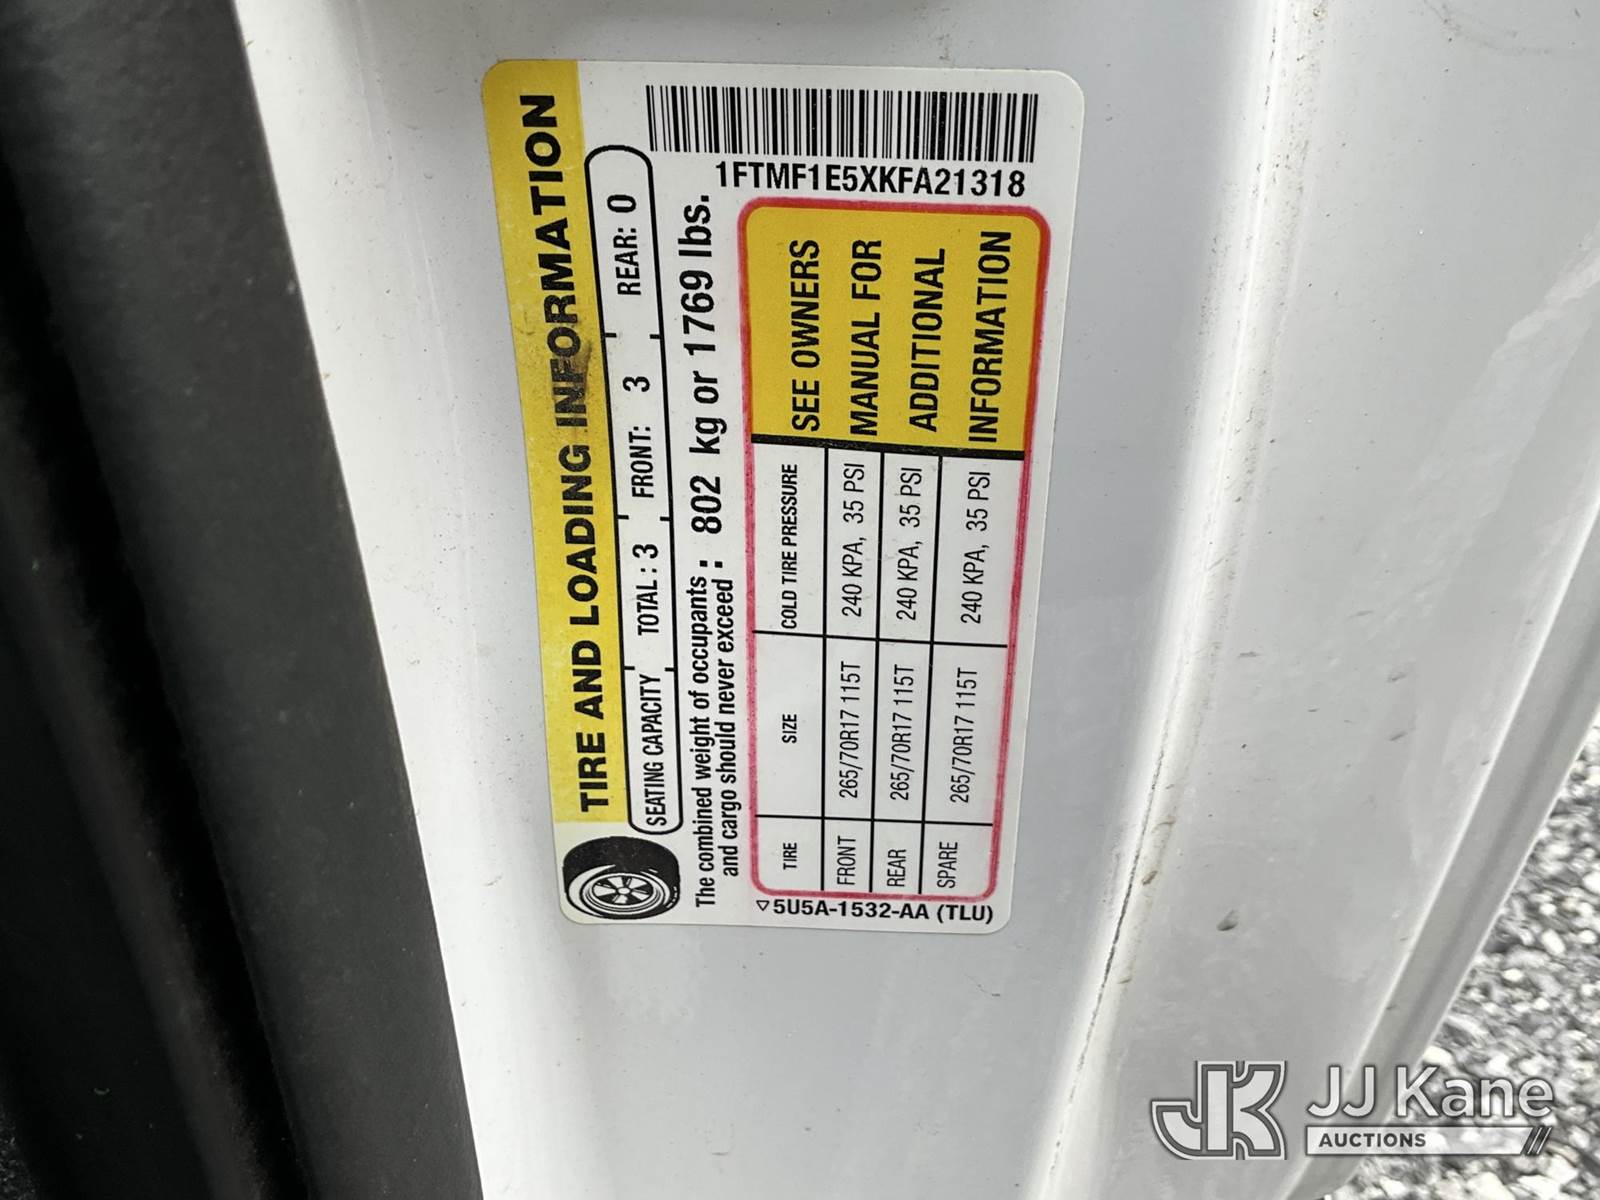 TIRE AND LOADING INFORMATION
SEATING CAPACITY TOTAL : 3 FRONT: 3 REAR: 0
The combined weight of occupants and cargo should never exceed : 802 kg or 1769 lbs.
TIRE SIZE COLD TIRE PRESSURE
FRONT 265/70R17 115T 240 KPA, 35 PSI
REAR 265/70R17 115T 240 KPA, 35 PSI
SPARE 265/70R17 115T 240 KPA, 35 PSI
SEE OWNERS
MANUAL FOR
ADDITIONAL
INFORMATION
5U5A-1532-AA (TLU)
1FTMF1E5XKFA21318
JK JJ Kane
AUCTIONS